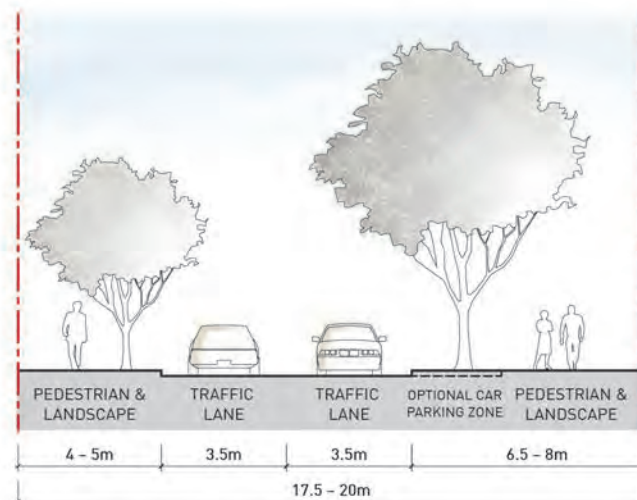 PEDESTRIAN &
LANDSCAPE
TRAFFIC
LANE
TRAFFIC
LANE
OPTIONAL CAR
PARKING ZONE
PEDESTRIAN &
LANDSCAPE
4 – 5m
3.5m
3.5m
6.5 – 8m
17.5 – 20m